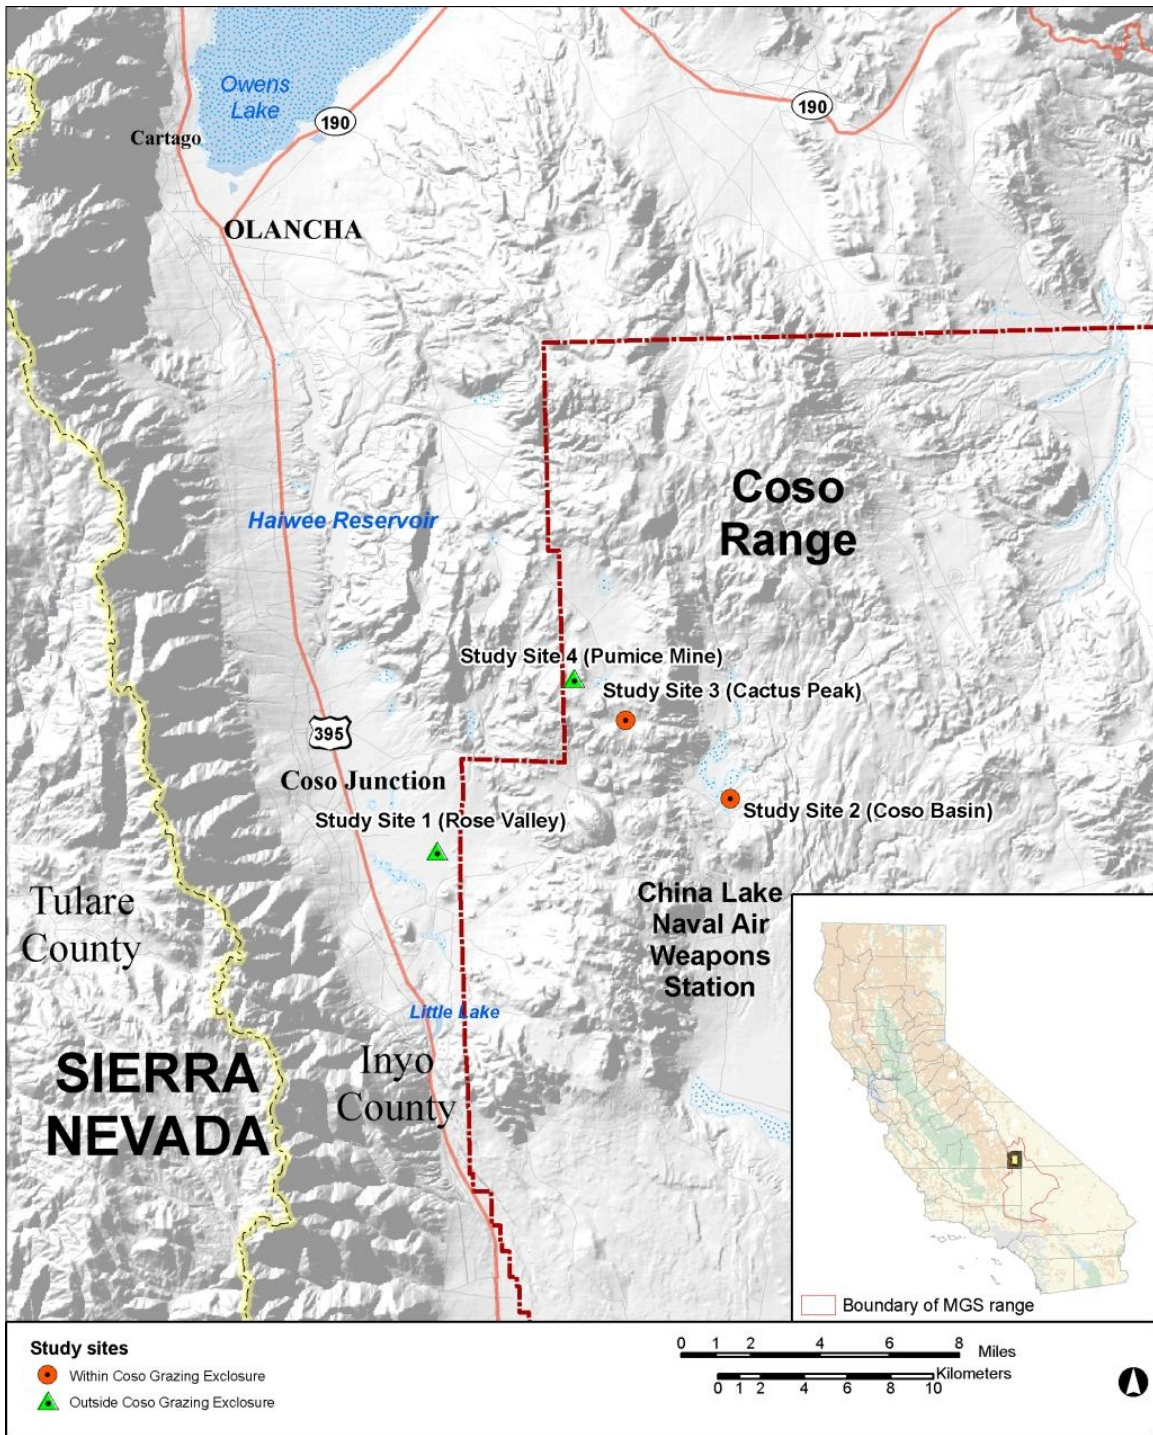 Owens
Lake
190
190
Cartago
OLANCHA
Coso
Range
Haiwee Reservoir
Study Site 4 (Pumice Mine)
Study Site 3 (Cactus Peak)
395
Coso Junction
Study Site 1 (Rose Valley)
Study Site 2 (Coso Basin)
Tulare
County
China Lake
Naval Air
Weapons
Station
Little Lake
Inyo
County
SIERRA
NEVADA
Boundary of MGS range
Study sites
Within Coso Grazing Exclosure
Outside Coso Grazing Exclosure
0 1 2 4 6 8 Miles
Kilometers
0 1 2 4 6 8 10